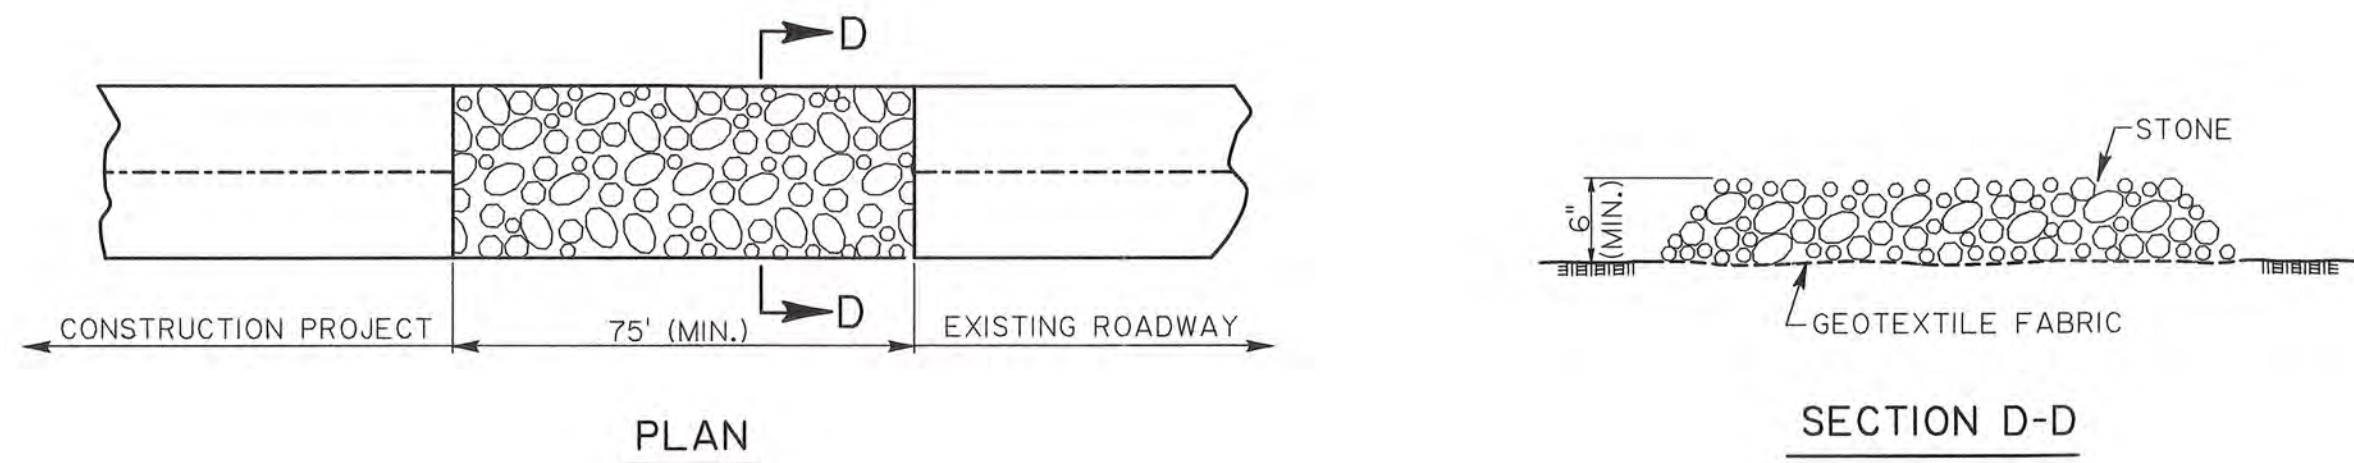 D
D
CONSTRUCTION PROJECT
75' (MIN.)
EXISTING ROADWAY
PLAN
STONE
6"
(MIN.)
GEOTEXTILE FABRIC
SECTION D-D